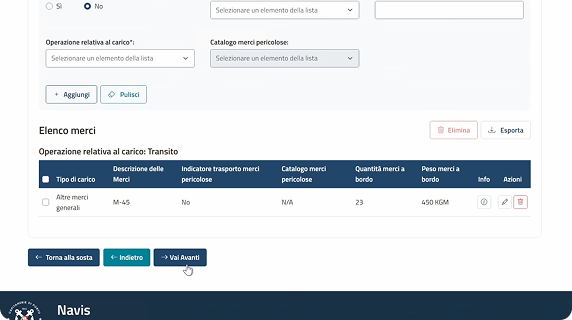 Sì No
Selezionare un elemento della lista
Operazione relativa al carico*: Catalogo merci pericolose:
Selezionare un elemento della lista Selezionare un elemento della lista
+ Aggiungi Pulisci
Elenco merci Elimina Esporta
Operazione relativa al carico: Transito
Tipo di carico Descrizione delle Merci Indicatore trasporto merci pericolose Catalogo merci pericolose Quantità merci a bordo Peso merci a bordo Info Azioni
Altre merci generali M-45 No N/A 23 450 KGM
Torna alla sosta Indietro Vai Avanti
Navis